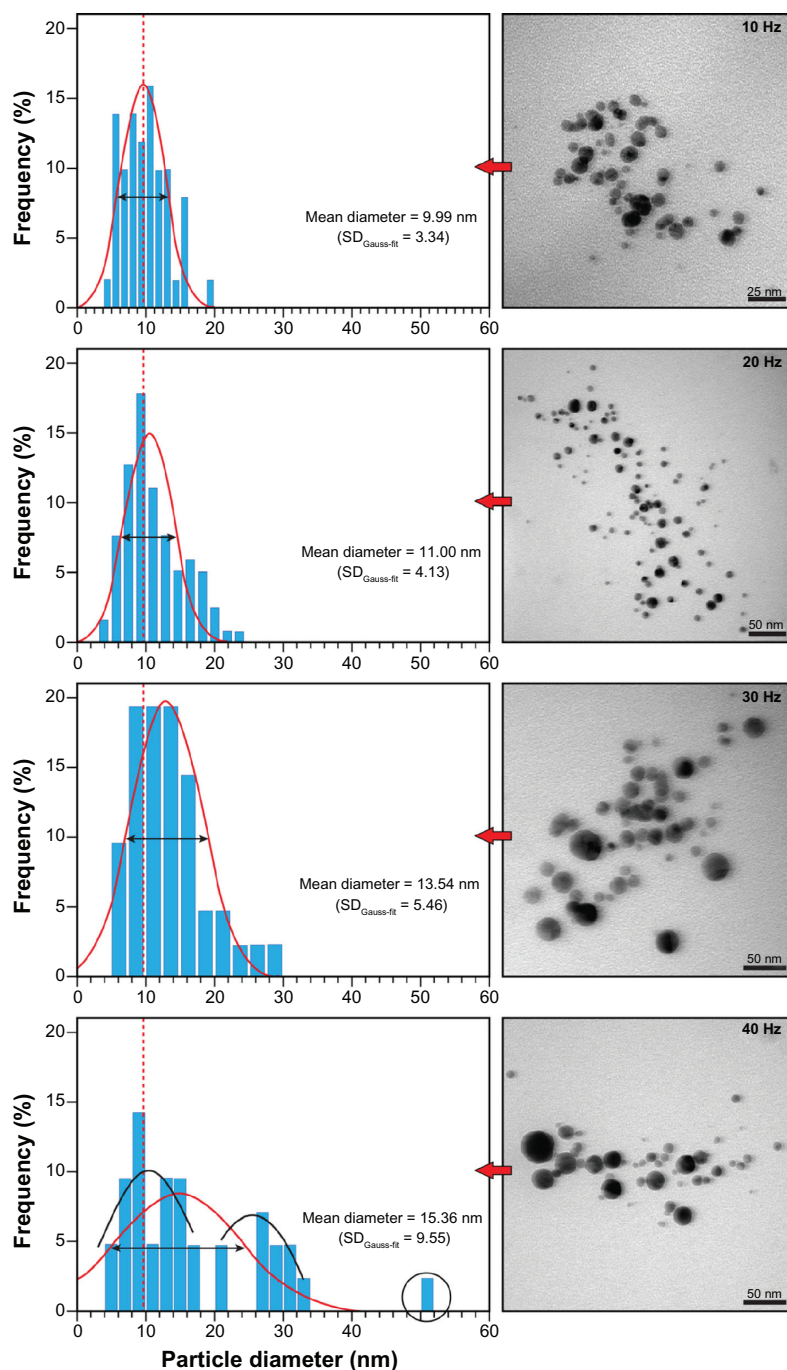 20
15
10
5
0
Frequency (%)
0 10 20 30 40 50 60
Mean diameter = 9.99 nm
(SDGauss-fit = 3.34)
10 Hz
25 nm
20
15
10
5
0
Frequency (%)
0 10 20 30 40 50 60
Mean diameter = 11.00 nm
(SDGauss-fit = 4.13)
20 Hz
50 nm
20
15
10
5
0
Frequency (%)
0 10 20 30 40 50 60
Mean diameter = 13.54 nm
(SDGauss-fit = 5.46)
30 Hz
50 nm
20
15
10
5
0
Frequency (%)
0 10 20 30 40 50 60
Mean diameter = 15.36 nm
(SDGauss-fit = 9.55)
40 Hz
50 nm
Particle diameter (nm)